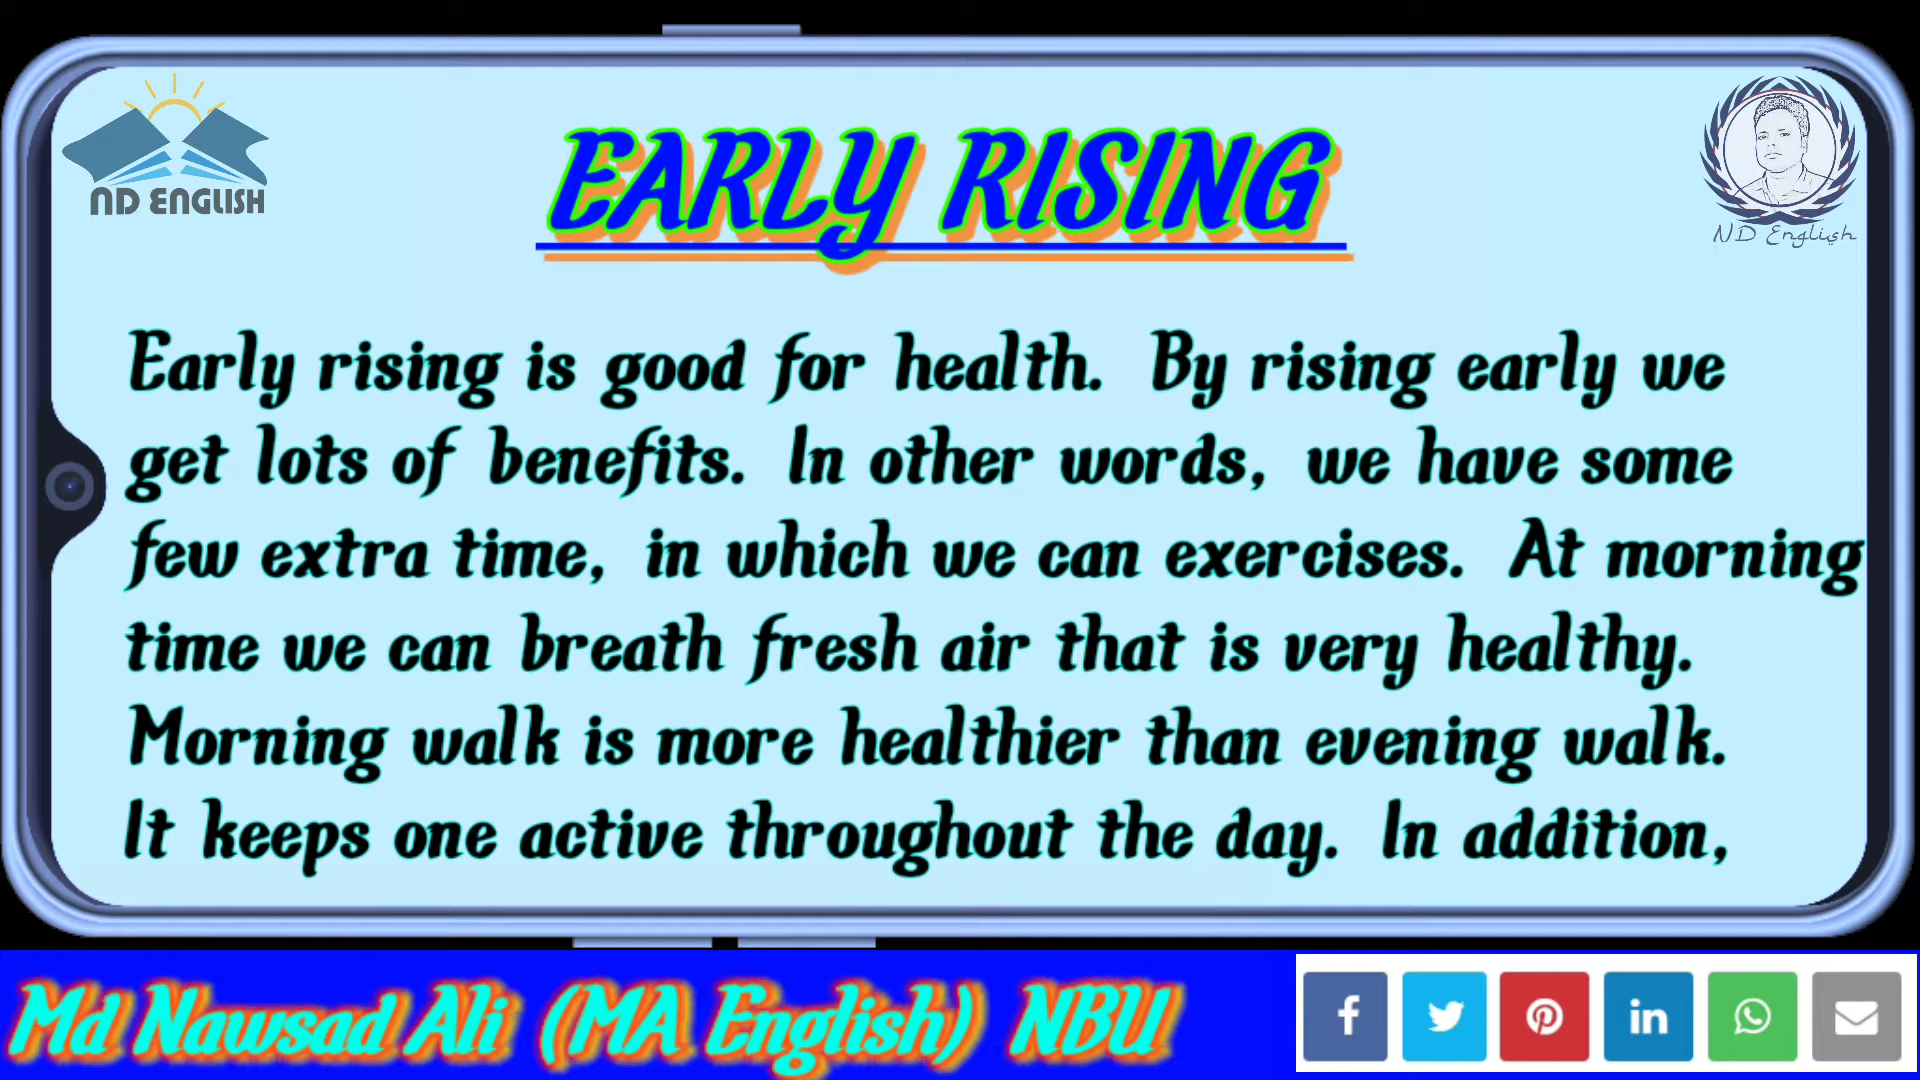 ND ENGLISH
EARLY RISING
ND English
Early rising is good for health. By rising early we
get lots of benefits. In other words, we have some
few extra time, in which we can exercises. At morning
time we can breath fresh air that is very healthy.
Morning walk is more healthier than evening walk.
It keeps one active throughout the day. In addition,
Md Nawsad Ali (MA English) NBU